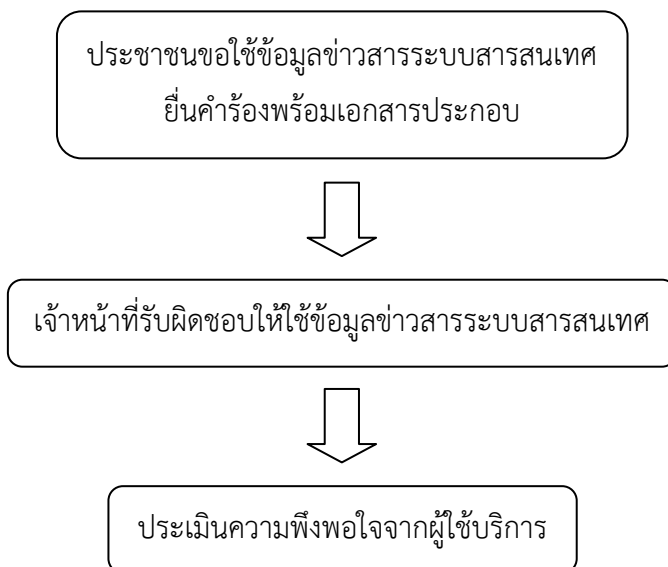 ประชาชนขอใช้ข้อมูลข่าวสารระบบสารสนเทศ
ยื่นคำร้องพร้อมเอกสารประกอบ
เจ้าหน้าที่รับผิดชอบให้ใช้ข้อมูลข่าวสารระบบสารสนเทศ
ประเมินความพึงพอใจจากผู้ใช้บริการ